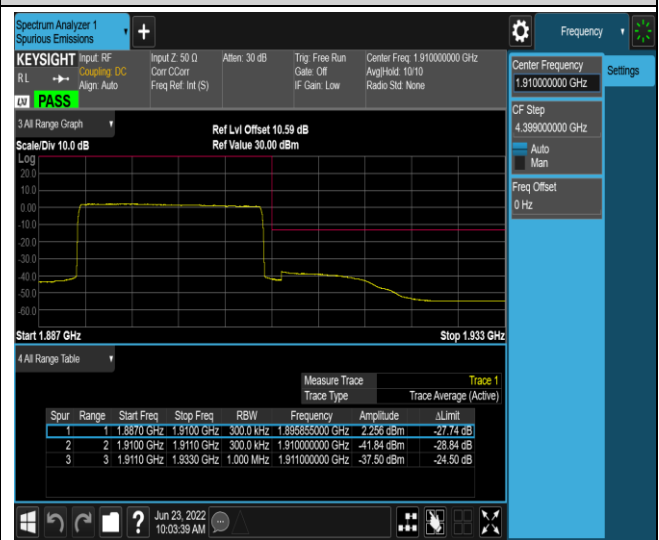 Spectrum Analyzer 1
Spurious Emissions
Frequency
KEYSIGHT
RL
Input: RF
Coupling: DC
Align: Auto
Input Z: 50 Ω
Corr CCorr
Freq Ref: Int (S)
Atten: 30 dB
Trig: Free Run
Gate: Off
IF Gain: Low
Center Freq: 1.910000000 GHz
Avg|Hold: 10/10
Radio Std: None
PASS
Center Frequency
1.910000000 GHz
Settings
CF Step
4.399000000 GHz
Auto
Man
Freq Offset
0 Hz
3 All Range Graph
Ref Lvl Offset 10.59 dB
Scale/Div 10.0 dB
Ref Value 30.00 dBm
Log
20.0
10.0
0.00
-10.0
-20.0
-30.0
-40.0
-50.0
-60.0
Start 1.887 GHz
Stop 1.933 GHz
4 All Range Table
Measure Trace Trace 1
Trace Type Trace Average (Active)
Spur Range Start Freq Stop Freq RBW Frequency Amplitude ΔLimit
1 1 1.8870 GHz 1.9100 GHz 300.0 kHz 1.895855000 GHz 2.256 dBm -27.74 dB
2 2 1.9100 GHz 1.9110 GHz 300.0 kHz 1.910000000 GHz -41.84 dBm -28.84 dB
3 3 1.9110 GHz 1.9330 GHz 1.000 MHz 1.911000000 GHz -37.50 dBm -24.50 dB
Jun 23, 2022
10:03:39 AM